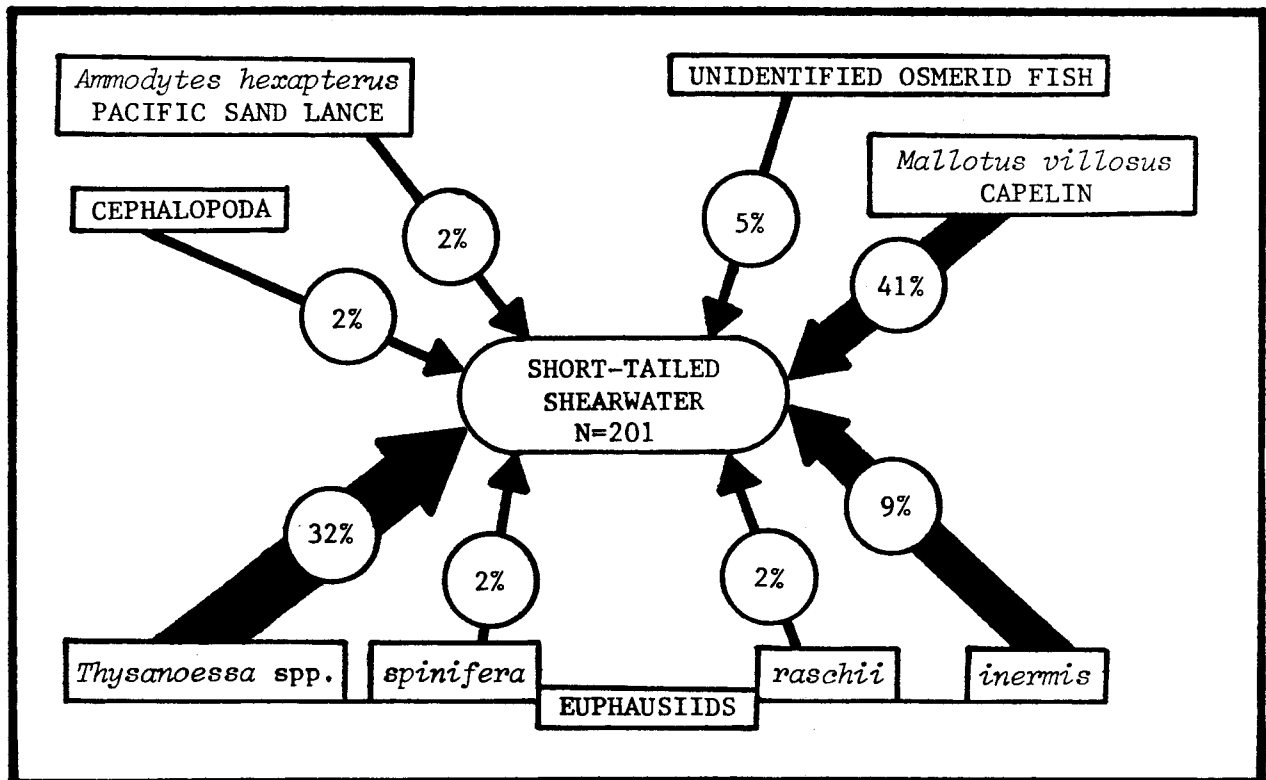 Ammodytes hexapterus
PACIFIC SAND LANCE
UNIDENTIFIED OSMERID FISH
Mallotus villosus
CAPELIN
CEPHALOPODA
2%
2%
5%
41%
SHORT-TAILED
SHEARWATER
N=201
32%
2%
2%
9%
Thysanoessa spp.
spinifera
raschii
inermis
EUPHAUSIIDS